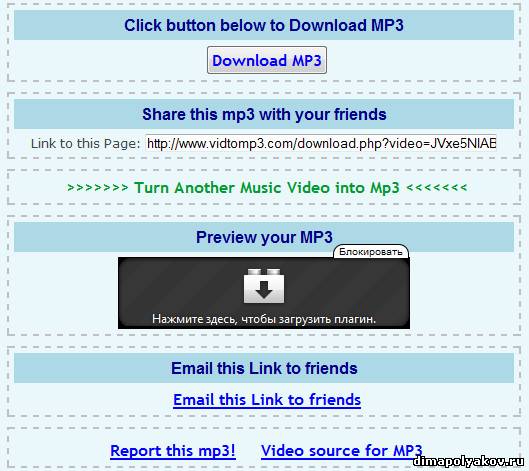 Click button below to Download MP3
Download MP3
Share this mp3 with your friends
Link to this Page: http://www.vidtomp3.com/download.php?video=JVxe5NIAB
>>>>>>> Turn Another Music Video into Mp3 <<<<<<<
Preview your MP3
Блокировать
Нажмите здесь, чтобы загрузить плагин.
Email this Link to friends
Email this Link to friends
Report this mp3! Video source for MP3
dimapolyakov.ru